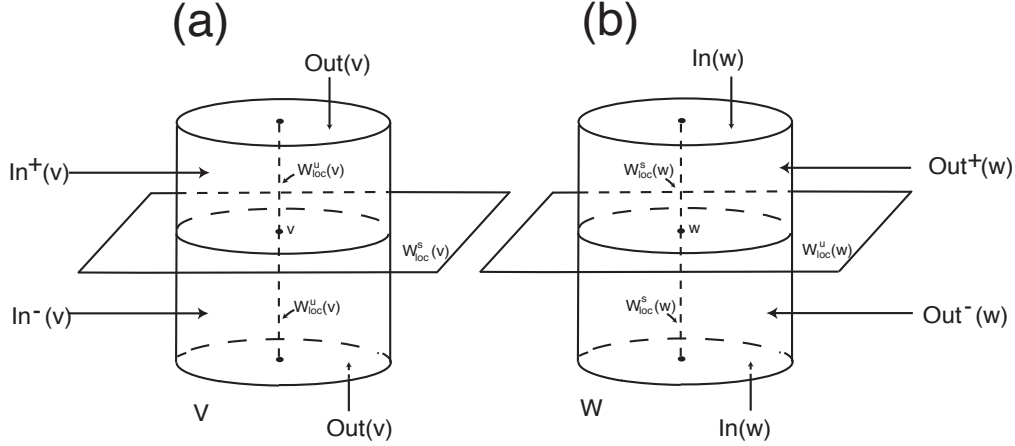 (a)
(b)
Out(v)
In(w)
In⁺(v)
Wᵘloc(v)
Wˢloc(w)
Out⁺(w)
v
w
Wˢloc(v)
Wᵘloc(w)
In⁻(v)
Wᵘloc(v)
Wˢloc(w)
Out⁻(w)
V
Out(v)
W
In(w)